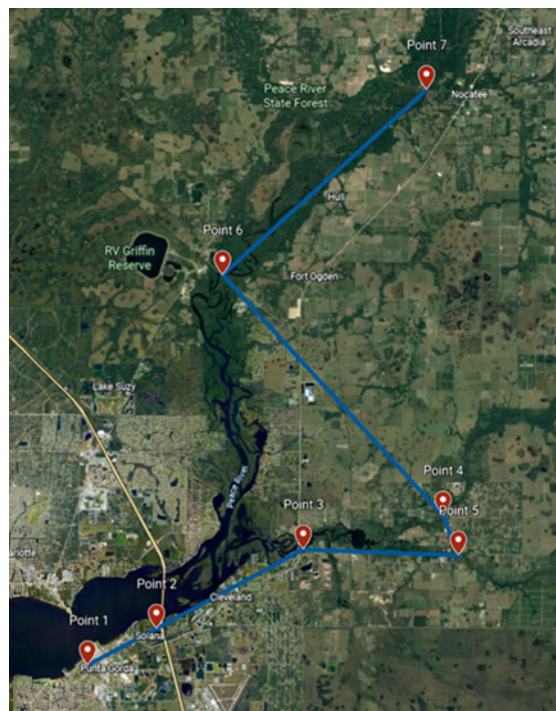 Southeast
Arcadia
Point 7
Peace River
State Forest
Nocatee
Hull
Point 6
RV Griffin
Reserve
Fort Ogden
Lake Suzy
Peace River
Point 4
Point 3
Point 5
arlotte
Point 2
Cleveland
Point 1
Solana
Punta Gorda